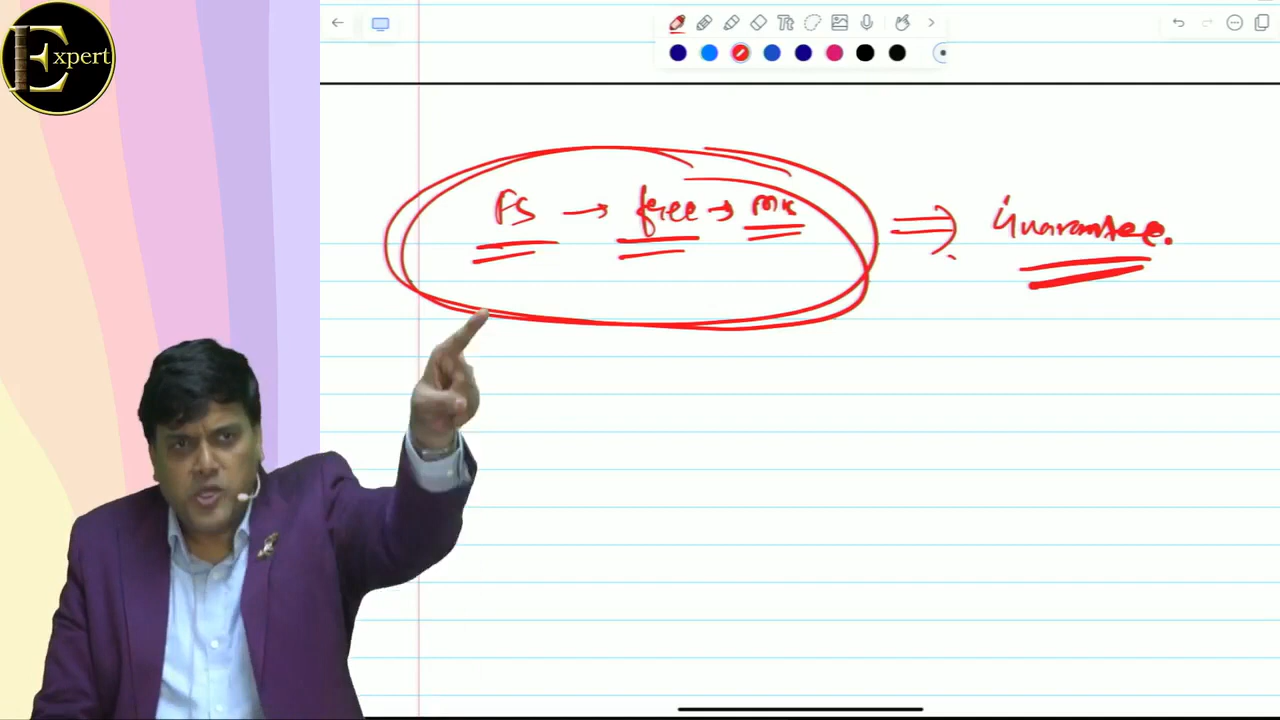 Expert
FS → free → mk ⇒ Guarantee.